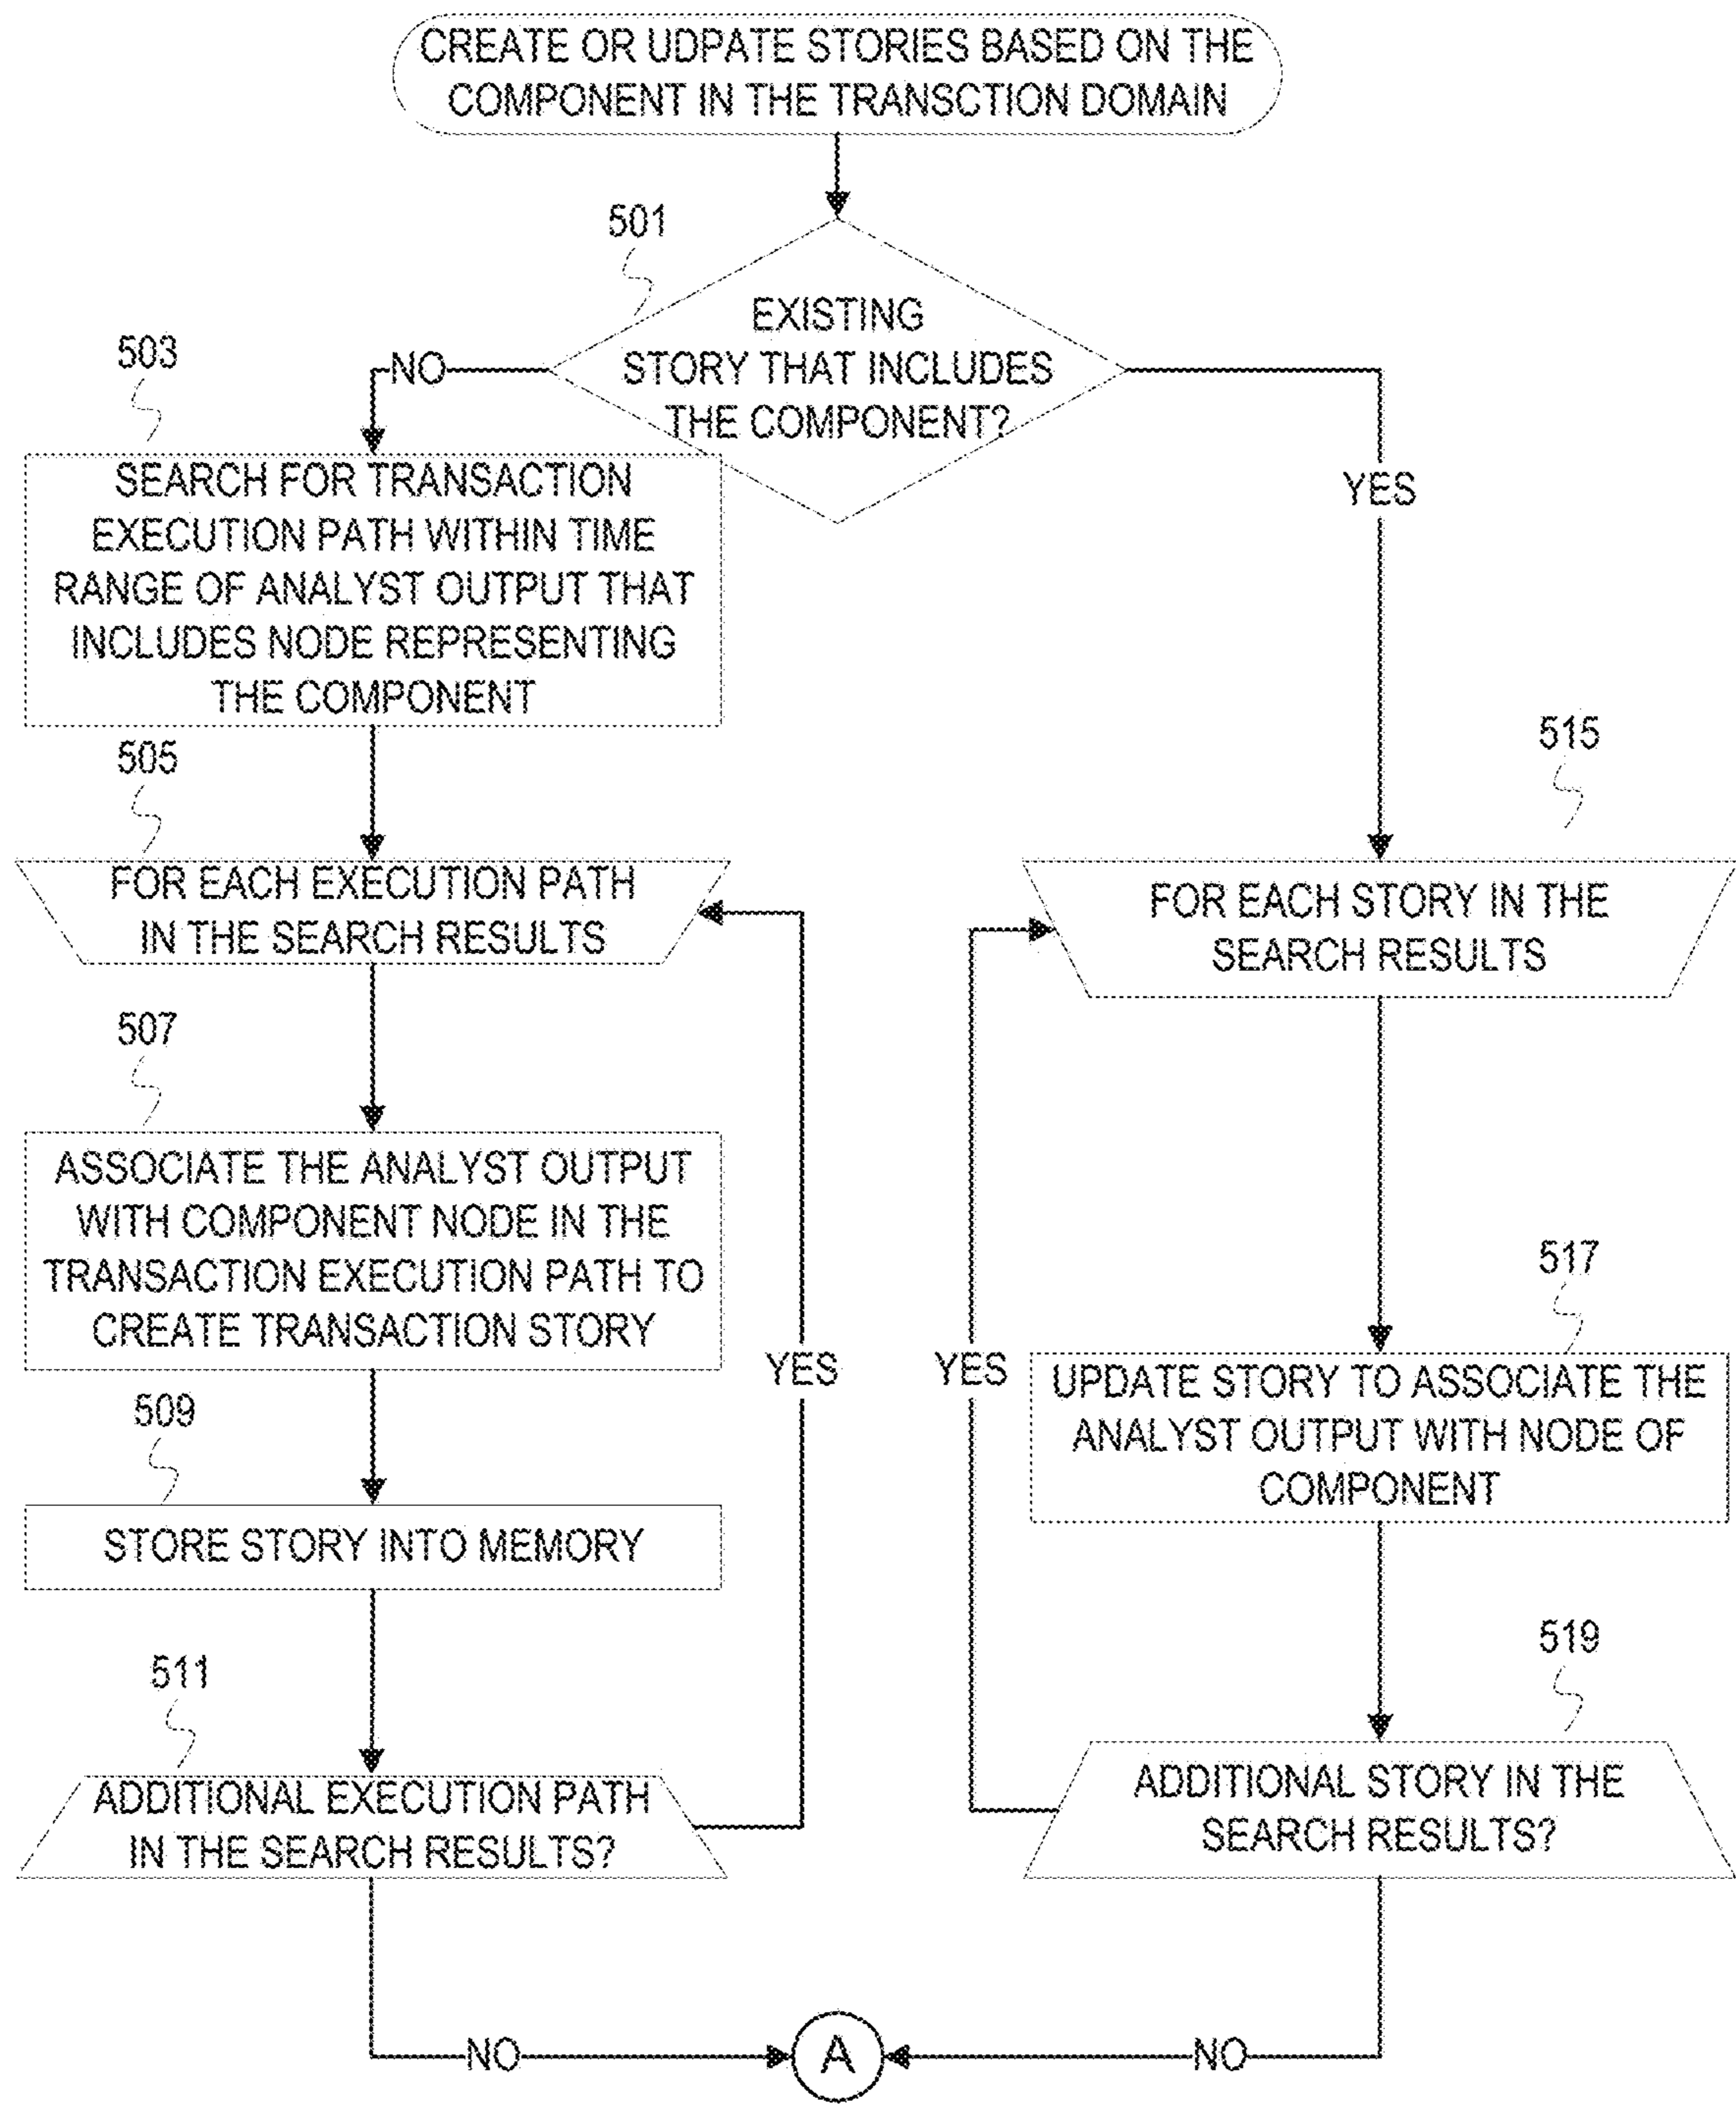 CREATE OR UDPATE STORIES BASED ON THE
COMPONENT IN THE TRANSCTION DOMAIN
501
EXISTING
STORY THAT INCLUDES
THE COMPONENT?
NO
YES
503
SEARCH FOR TRANSACTION
EXECUTION PATH WITHIN TIME
RANGE OF ANALYST OUTPUT THAT
INCLUDES NODE REPRESENTING
THE COMPONENT
505
FOR EACH EXECUTION PATH
IN THE SEARCH RESULTS
507
ASSOCIATE THE ANALYST OUTPUT
WITH COMPONENT NODE IN THE
TRANSACTION EXECUTION PATH TO
CREATE TRANSACTION STORY
509
STORE STORY INTO MEMORY
511
ADDITIONAL EXECUTION PATH
IN THE SEARCH RESULTS?
YES
NO
515
FOR EACH STORY IN THE
SEARCH RESULTS
517
UPDATE STORY TO ASSOCIATE THE
ANALYST OUTPUT WITH NODE OF
COMPONENT
519
ADDITIONAL STORY IN THE
SEARCH RESULTS?
YES
NO
A